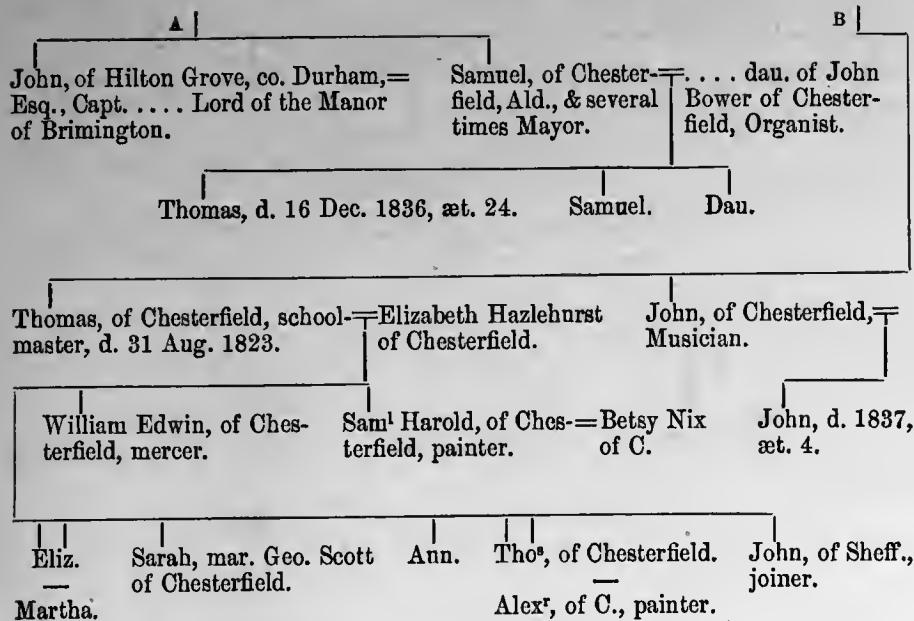 A
B
John, of Hilton Grove, co. Durham,=
Esq., Capt. .... Lord of the Manor
of Brimington.
Samuel, of Chester-
field, Ald., & several
times Mayor.
.... dau. of John
Bower of Chester-
field, Organist.
Thomas, d. 16 Dec. 1836, æt. 24.
Samuel.
Dau.
Thomas, of Chesterfield, school-
master, d. 31 Aug. 1823.
Elizabeth Hazlehurst
of Chesterfield.
John, of Chesterfield,
Musician.
William Edwin, of Ches-
terfield, mercer.
Samˡ Harold, of Ches-=
terfield, painter.
Betsy Nix
of C.
John, d. 1837,
æt. 4.
Eliz.
—
Martha.
Sarah, mar. Geo. Scott
of Chesterfield.
Ann.
Thoˢ, of Chesterfield.
—
Alexʳ, of C., painter.
John, of Sheff.,
joiner.